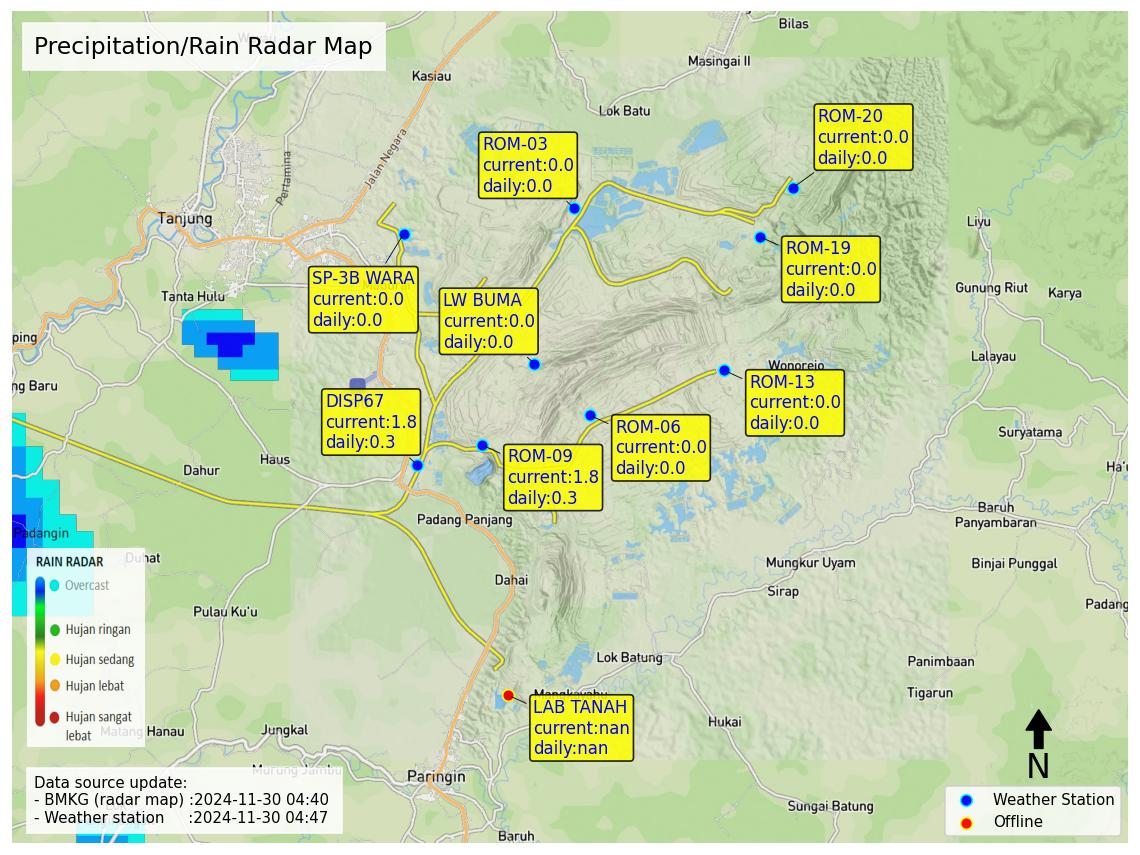 Precipitation/Rain Radar Map
Bilas
Masingai II
Kasiau
Lok Batu
ROM-20
current:0.0
daily:0.0
ROM-03
current:0.0
daily:0.0
Jalan Negara
Pertamina
Tanjung
Liyu
ROM-19
current:0.0
daily:0.0
SP-3B WARA
current:0.0
daily:0.0
Tanta Hulu
LW BUMA
current:0.0
daily:0.0
Gunung Riut
Karya
ping
Lalayau
Wonorejo
ng Baru
ROM-13
current:0.0
daily:0.0
DISP67
current:1.8
daily:0.3
ROM-06
current:0.0
daily:0.0
Suryatama
ROM-09
current:1.8
daily:0.3
Haus
Dahur
Ha'u
Baruh
Panyambaran
Padang Panjang
Padangin
Duhat
Mungkur Uyam
Binjai Punggal
Dahai
Sirap
Padang
Pulau Ku'u
RAIN RADAR
Overcast
Hujan ringan
Hujan sedang
Hujan lebat
Hujan sangat
lebat
Lok Batung
Panimbaan
Tigarun
Mangkayahu
LAB TANAH
current:nan
daily:nan
Hukai
Matang Hanau
Jungkal
Murung Jambu
Paringin
N
Sungai Batung
Baruh
Data source update:
- BMKG (radar map) :2024-11-30 04:40
- Weather station :2024-11-30 04:47
Weather Station
Offline